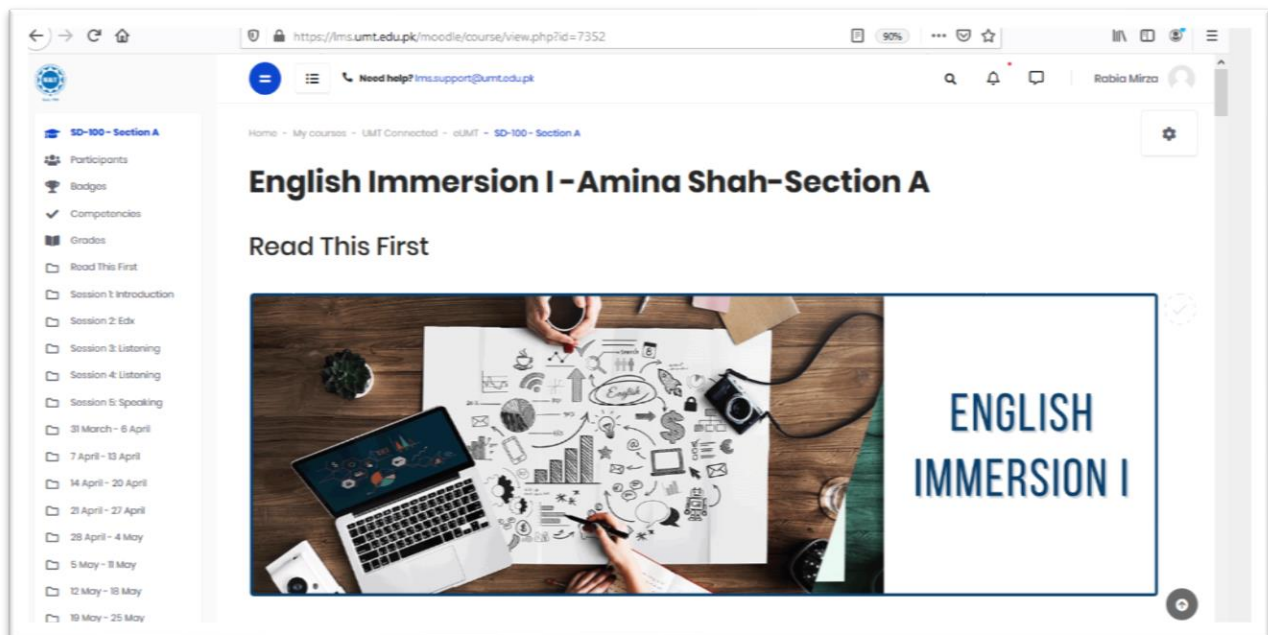 https://lms.umt.edu.pk/moodle/course/view.php?id=7352
90%
Need help? lms.support@umt.edu.pk
Rabia Mirza
UMT
SD-100 - Section A
Participants
Badges
Competencies
Grades
Read This First
Session 1: Introduction
Session 2: Edx
Session 3: Listening
Session 4: Listening
Session 5: Speaking
31 March - 6 April
7 April - 13 April
14 April - 20 April
21 April - 27 April
28 April - 4 May
5 May - 11 May
12 May - 18 May
19 May - 25 May
Home - My courses - UMT Connected - oUMT - SD-100 - Section A
English Immersion I -Amina Shah-Section A
Read This First
Search
English
ENGLISH
IMMERSION I